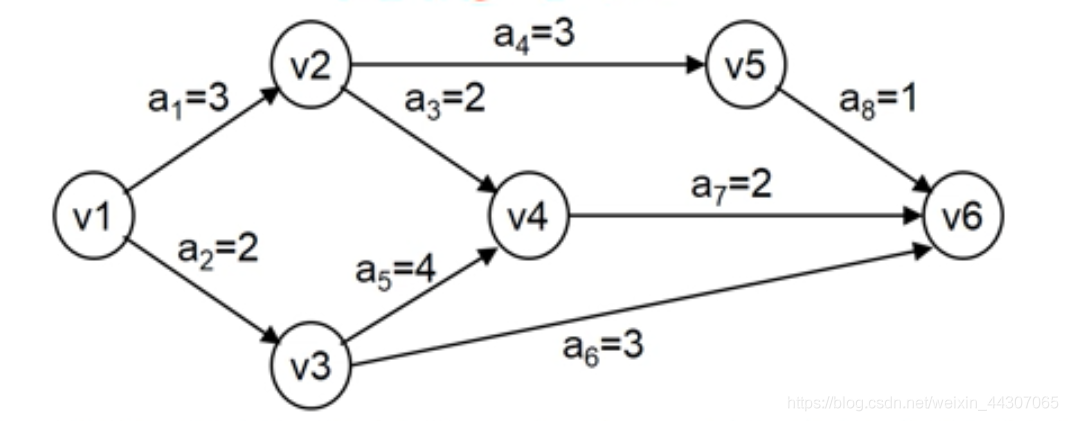 a4=3
v2
v5
a1=3
a3=2
a8=1
a7=2
v1
v4
v6
a2=2
a5=4
a6=3
v3
https://blog.csdn.net/weixin_44307065